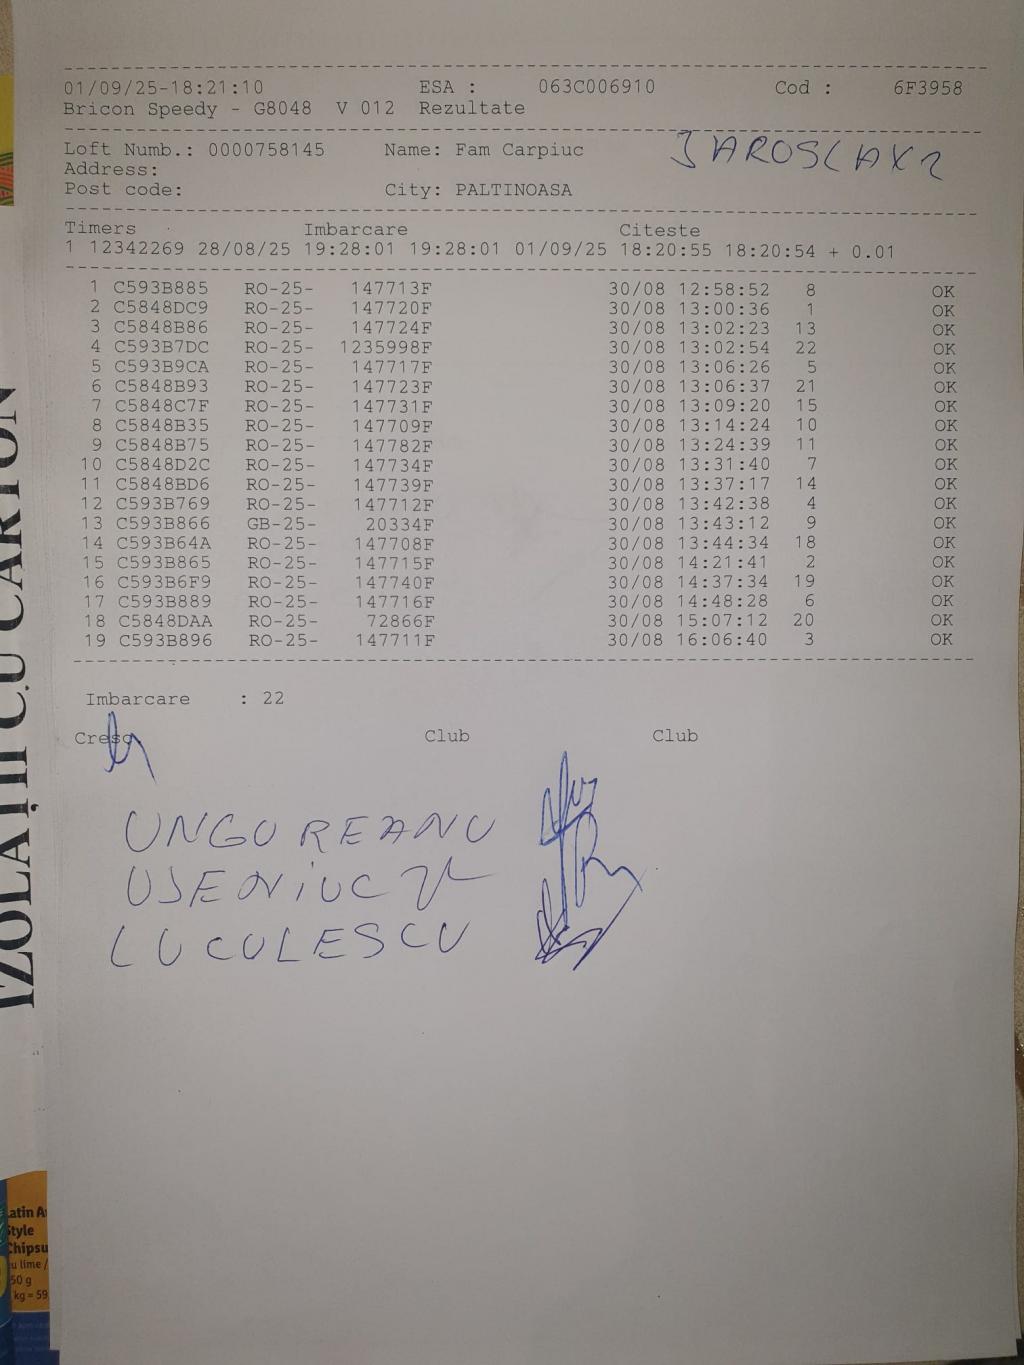 01/09/25-18:21:10 ESA : 063C006910 Cod : 6F3958
Bricon Speedy - G8048 V 012 Rezultate
Loft Numb.: 0000758145 Name: Fam Carpiuc JAROSLAX2
Address:
Post code: City: PALTINOASA
Timers Imbarcare Citeste
1 12342269 28/08/25 19:28:01 19:28:01 01/09/25 18:20:55 18:20:54 + 0.01
1 C593B885 RO-25- 147713F 30/08 12:58:52 8 OK
2 C5848DC9 RO-25- 147720F 30/08 13:00:36 1 OK
3 C5848B86 RO-25- 147724F 30/08 13:02:23 13 OK
4 C593B7DC RO-25- 1235998F 30/08 13:02:54 22 OK
5 C593B9CA RO-25- 147717F 30/08 13:06:26 5 OK
6 C5848B93 RO-25- 147723F 30/08 13:06:37 21 OK
7 C5848C7F RO-25- 147731F 30/08 13:09:20 15 OK
8 C5848B35 RO-25- 147709F 30/08 13:14:24 10 OK
9 C5848B75 RO-25- 147782F 30/08 13:24:39 11 OK
10 C5848D2C RO-25- 147734F 30/08 13:31:40 7 OK
11 C5848BD6 RO-25- 147739F 30/08 13:37:17 14 OK
12 C593B769 RO-25- 147712F 30/08 13:42:38 4 OK
13 C593B866 GB-25- 20334F 30/08 13:43:12 9 OK
14 C593B64A RO-25- 147708F 30/08 13:44:34 18 OK
15 C593B865 RO-25- 147715F 30/08 14:21:41 2 OK
16 C593B6F9 RO-25- 147740F 30/08 14:37:34 19 OK
17 C593B889 RO-25- 147716F 30/08 14:48:28 6 OK
18 C5848DAA RO-25- 72866F 30/08 15:07:12 20 OK
19 C593B896 RO-25- 147711F 30/08 16:06:40 3 OK
Imbarcare : 22
Cresc Club Club
UNGUREANU
USENIUC
LUCULESCU
IZOLAȚII CU CARTON
Latin A
Style
Chipsu
u lime /
50 g
kg = 59